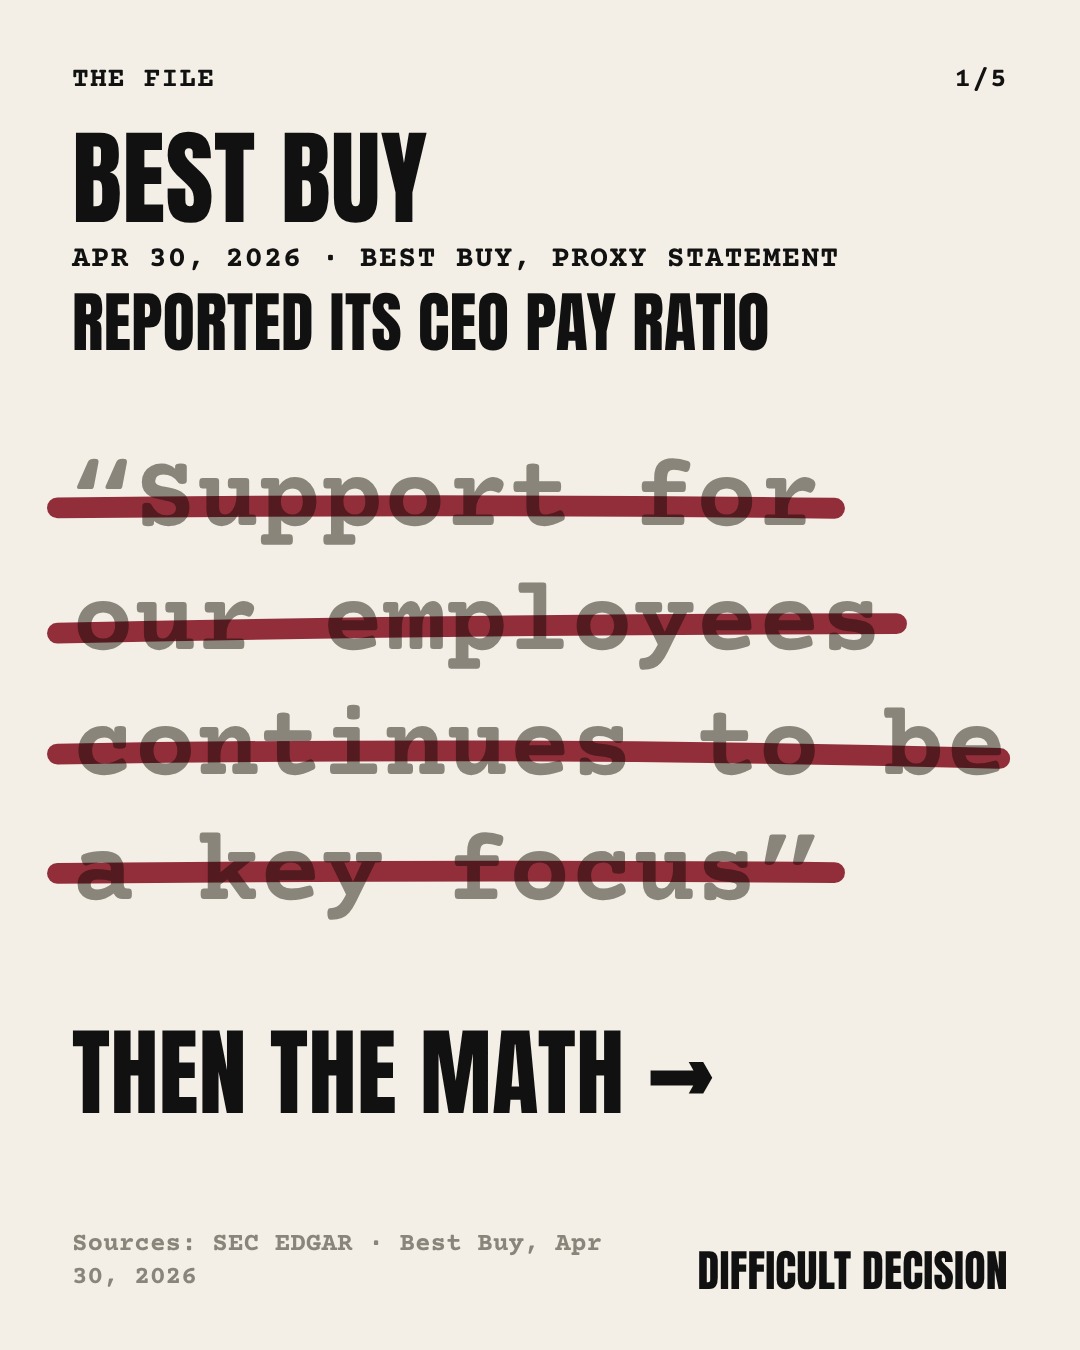 THE FILE
1/5
BEST BUY
APR 30, 2026 · BEST BUY, PROXY STATEMENT
REPORTED ITS CEO PAY RATIO
“Support for
our employees
continues to be
a key focus”
THEN THE MATH →
Sources: SEC EDGAR · Best Buy, Apr
30, 2026
DIFFICULT DECISION